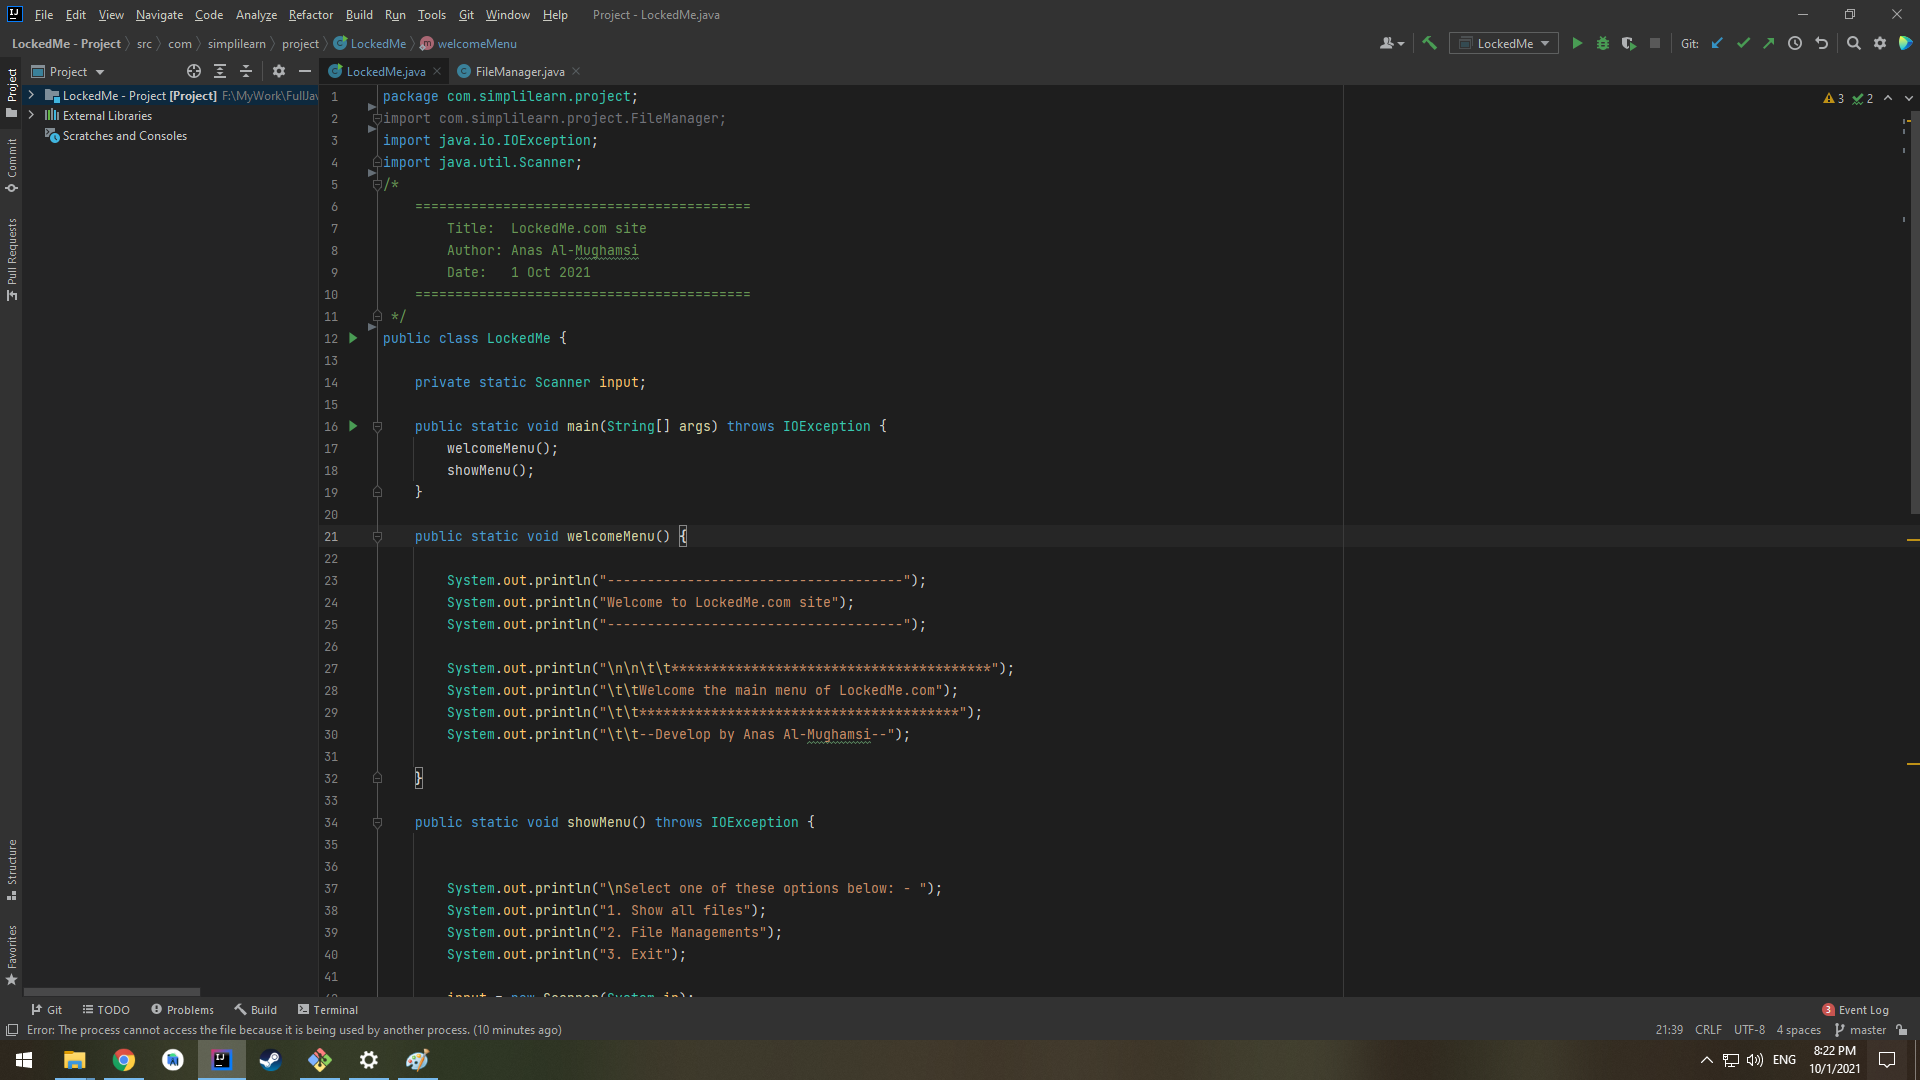 File Edit View Navigate Code Analyze Refactor Build Run Tools Git Window Help Project - LockedMe.java
LockedMe - Project src com simplilearn project LockedMe welcomeMenu
LockedMe Git:
Project LockedMe.java FileManager.java
Project
Commit
Pull Requests
Structure
Favorites
LockedMe - Project [Project] F:\MyWork\FullJav
External Libraries
Scratches and Consoles
3 2
1 package com.simplilearn.project;
2 import com.simplilearn.project.FileManager;
3 import java.io.IOException;
4 import java.util.Scanner;
5 /*
6 ==========================================
7 Title: LockedMe.com site
8 Author: Anas Al-Mughamsi
9 Date: 1 Oct 2021
10 ==========================================
11 */
12 public class LockedMe {
13
14 private static Scanner input;
15
16 public static void main(String[] args) throws IOException {
17 welcomeMenu();
18 showMenu();
19 }
20
21 public static void welcomeMenu() {
22
23 System.out.println("-------------------------------------");
24 System.out.println("Welcome to LockedMe.com site");
25 System.out.println("-------------------------------------");
26
27 System.out.println("\n\n\t\t****************************************");
28 System.out.println("\t\tWelcome the main menu of LockedMe.com");
29 System.out.println("\t\t****************************************");
30 System.out.println("\t\t--Develop by Anas Al-Mughamsi--");
31
32 }
33
34 public static void showMenu() throws IOException {
35
36
37 System.out.println("\nSelect one of these options below: - ");
38 System.out.println("1. Show all files");
39 System.out.println("2. File Managements");
40 System.out.println("3. Exit");
41
input = new Scanner(System.in);
Git TODO Problems Build Terminal 3 Event Log
Error: The process cannot access the file because it is being used by another process. (10 minutes ago) 21:39 CRLF UTF-8 4 spaces master
ENG 8:22 PM
10/1/2021